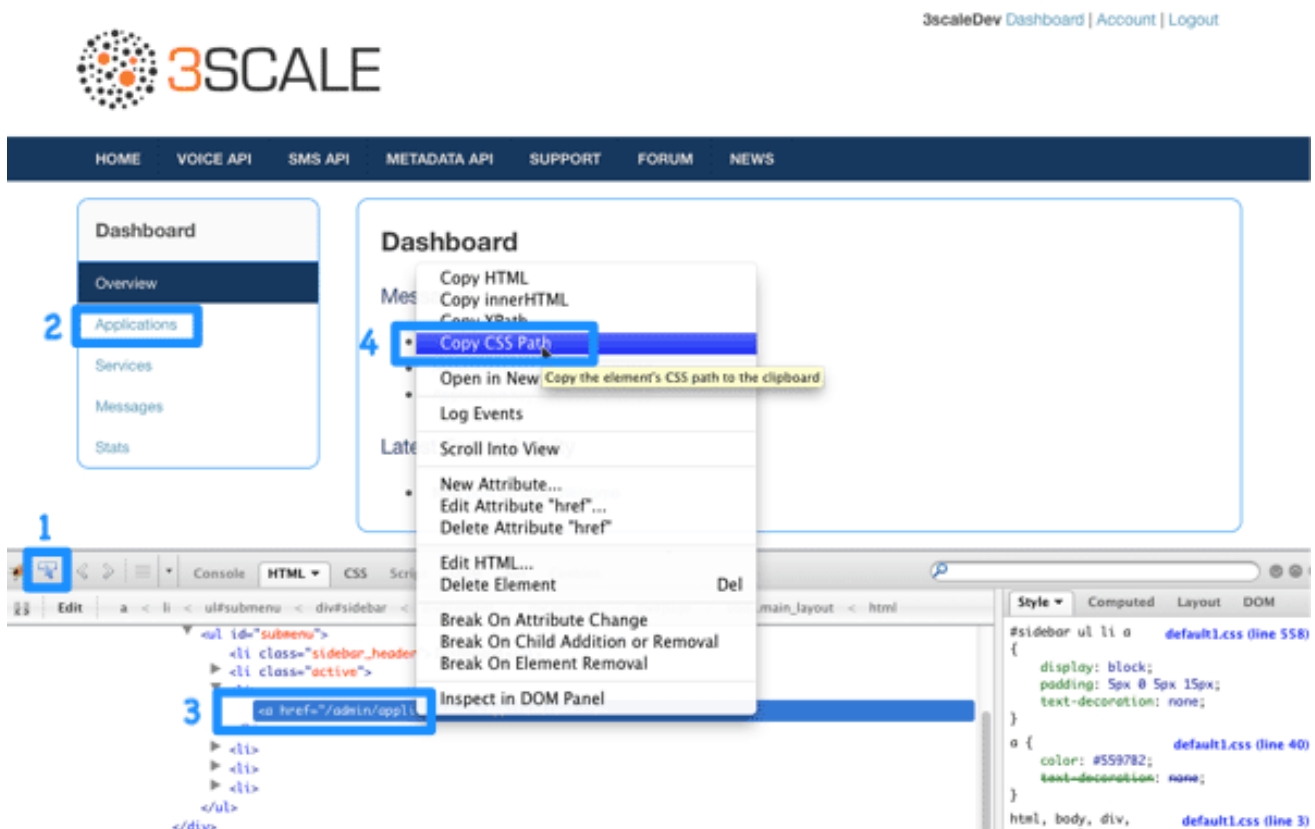 3scaleDev Dashboard | Account | Logout
3SCALE
HOME VOICE API SMS API METADATA API SUPPORT FORUM NEWS
Dashboard
Overview
2 Applications
Services
Messages
Stats
Dashboard
Mes
Late
Copy HTML
Copy innerHTML
Copy XPath
4 Copy CSS Path
Open in New
Copy the element's CSS path to the clipboard
Log Events
Scroll Into View
New Attribute...
Edit Attribute "href"...
Delete Attribute "href"
Edit HTML...
Delete Element Del
Break On Attribute Change
Break On Child Addition or Removal
Break On Element Removal
Inspect in DOM Panel
1
Console HTML CSS Scri
Edit a < li < ul#submenu < div#sidebar < .main_layout < html
<ul id="submenu">
<li class="sidebar_header
<li class="active">
3 <a href="/admin/appli
<li>
<li>
<li>
</ul>
</div>
Style Computed Layout DOM
#sidebar ul li a default1.css (line 558)
{
display: block;
padding: 5px 0 5px 15px;
text-decoration: none;
}
a { default1.css (line 40)
color: #559782;
text-decoration: none;
}
html, body, div, default1.css (line 3)